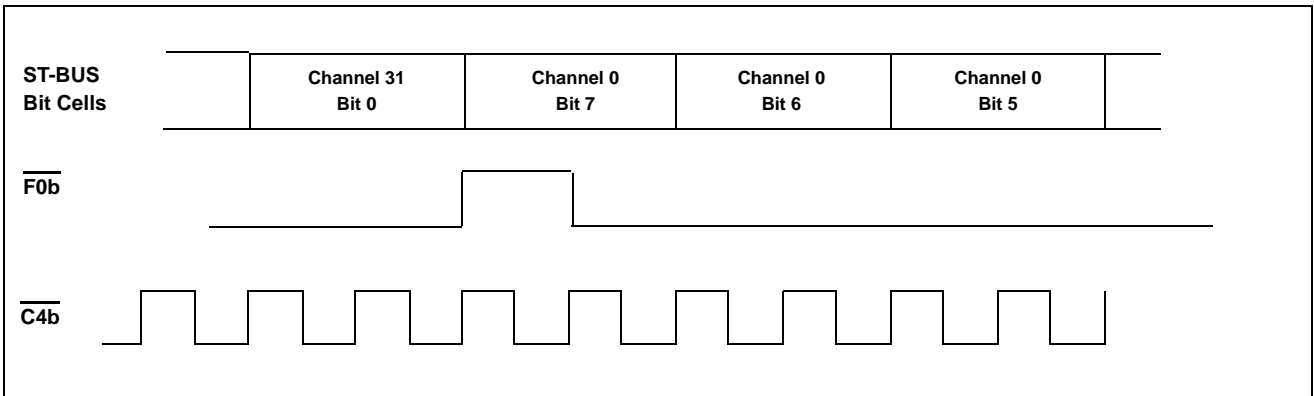 ST-BUS
Bit Cells
Channel 31
Bit 0
Channel 0
Bit 7
Channel 0
Bit 6
Channel 0
Bit 5
F0b
C4b